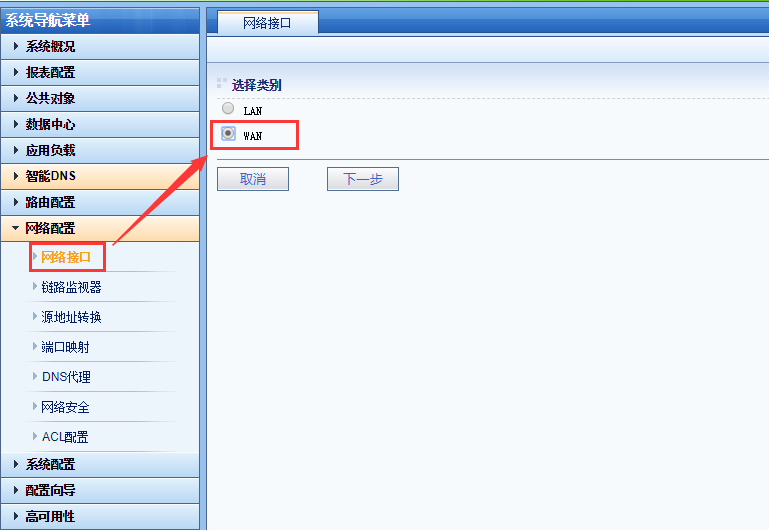 系统导航菜单
系统概况
报表配置
公共对象
数据中心
应用负载
智能DNS
路由配置
网络配置
网络接口
链路监视器
源地址转换
端口映射
DNS代理
网络安全
ACL配置
系统配置
配置向导
高可用性
网络接口
选择类别
LAN
WAN
取消 下一步